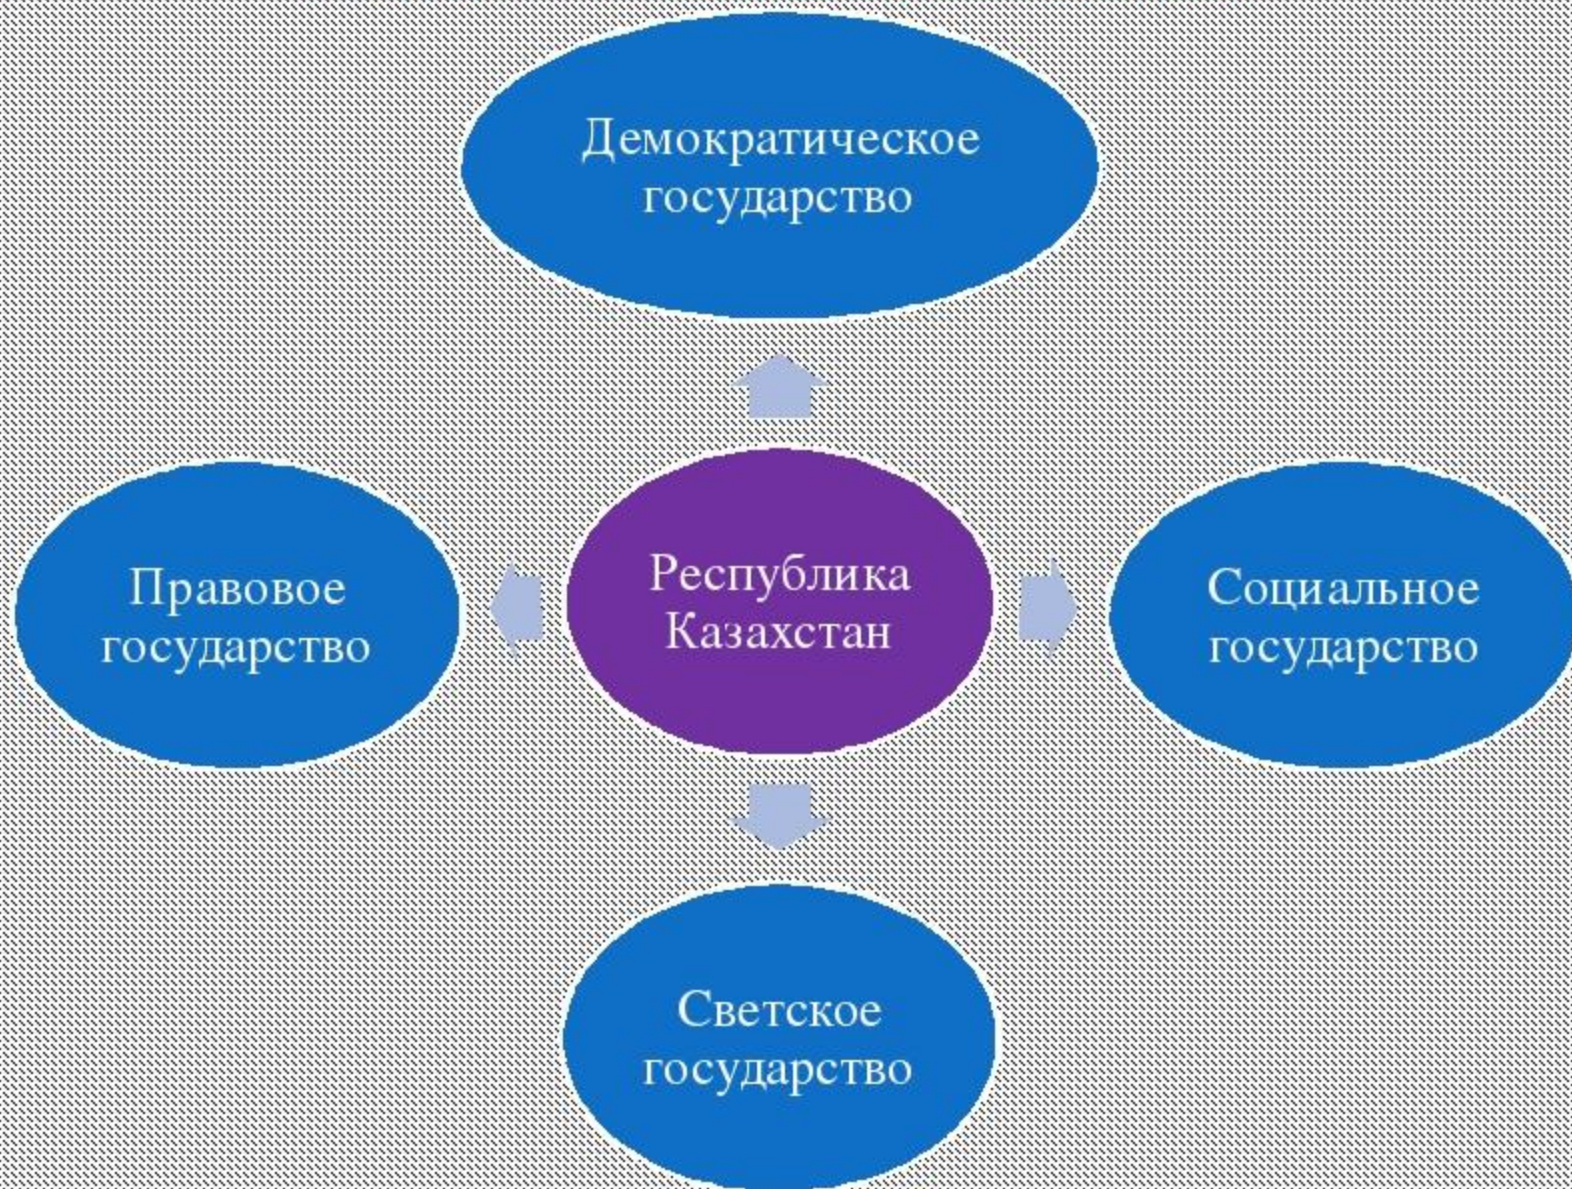 Демократическое
государство
Правовое
государство
Республика
Казахстан
Социальное
государство
Светское
государство